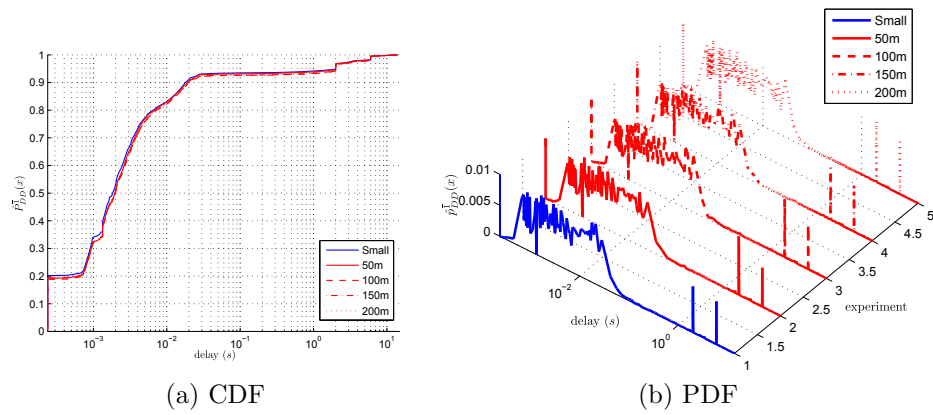 1
0.9
0.8
0.7
0.6
0.5
0.4
0.3
0.2
0.1
0
10^{-3}
10^{-2}
10^{-1}
10^{0}
10^{1}
delay (s)
Small
50m
100m
150m
200m
(a) CDF
Small
50m
100m
150m
200m
0.01
0.005
0
10^{-2}
10^{0}
delay (s)
1
1.5
2
2.5
3
3.5
4
4.5
5
experiment
(b) PDF